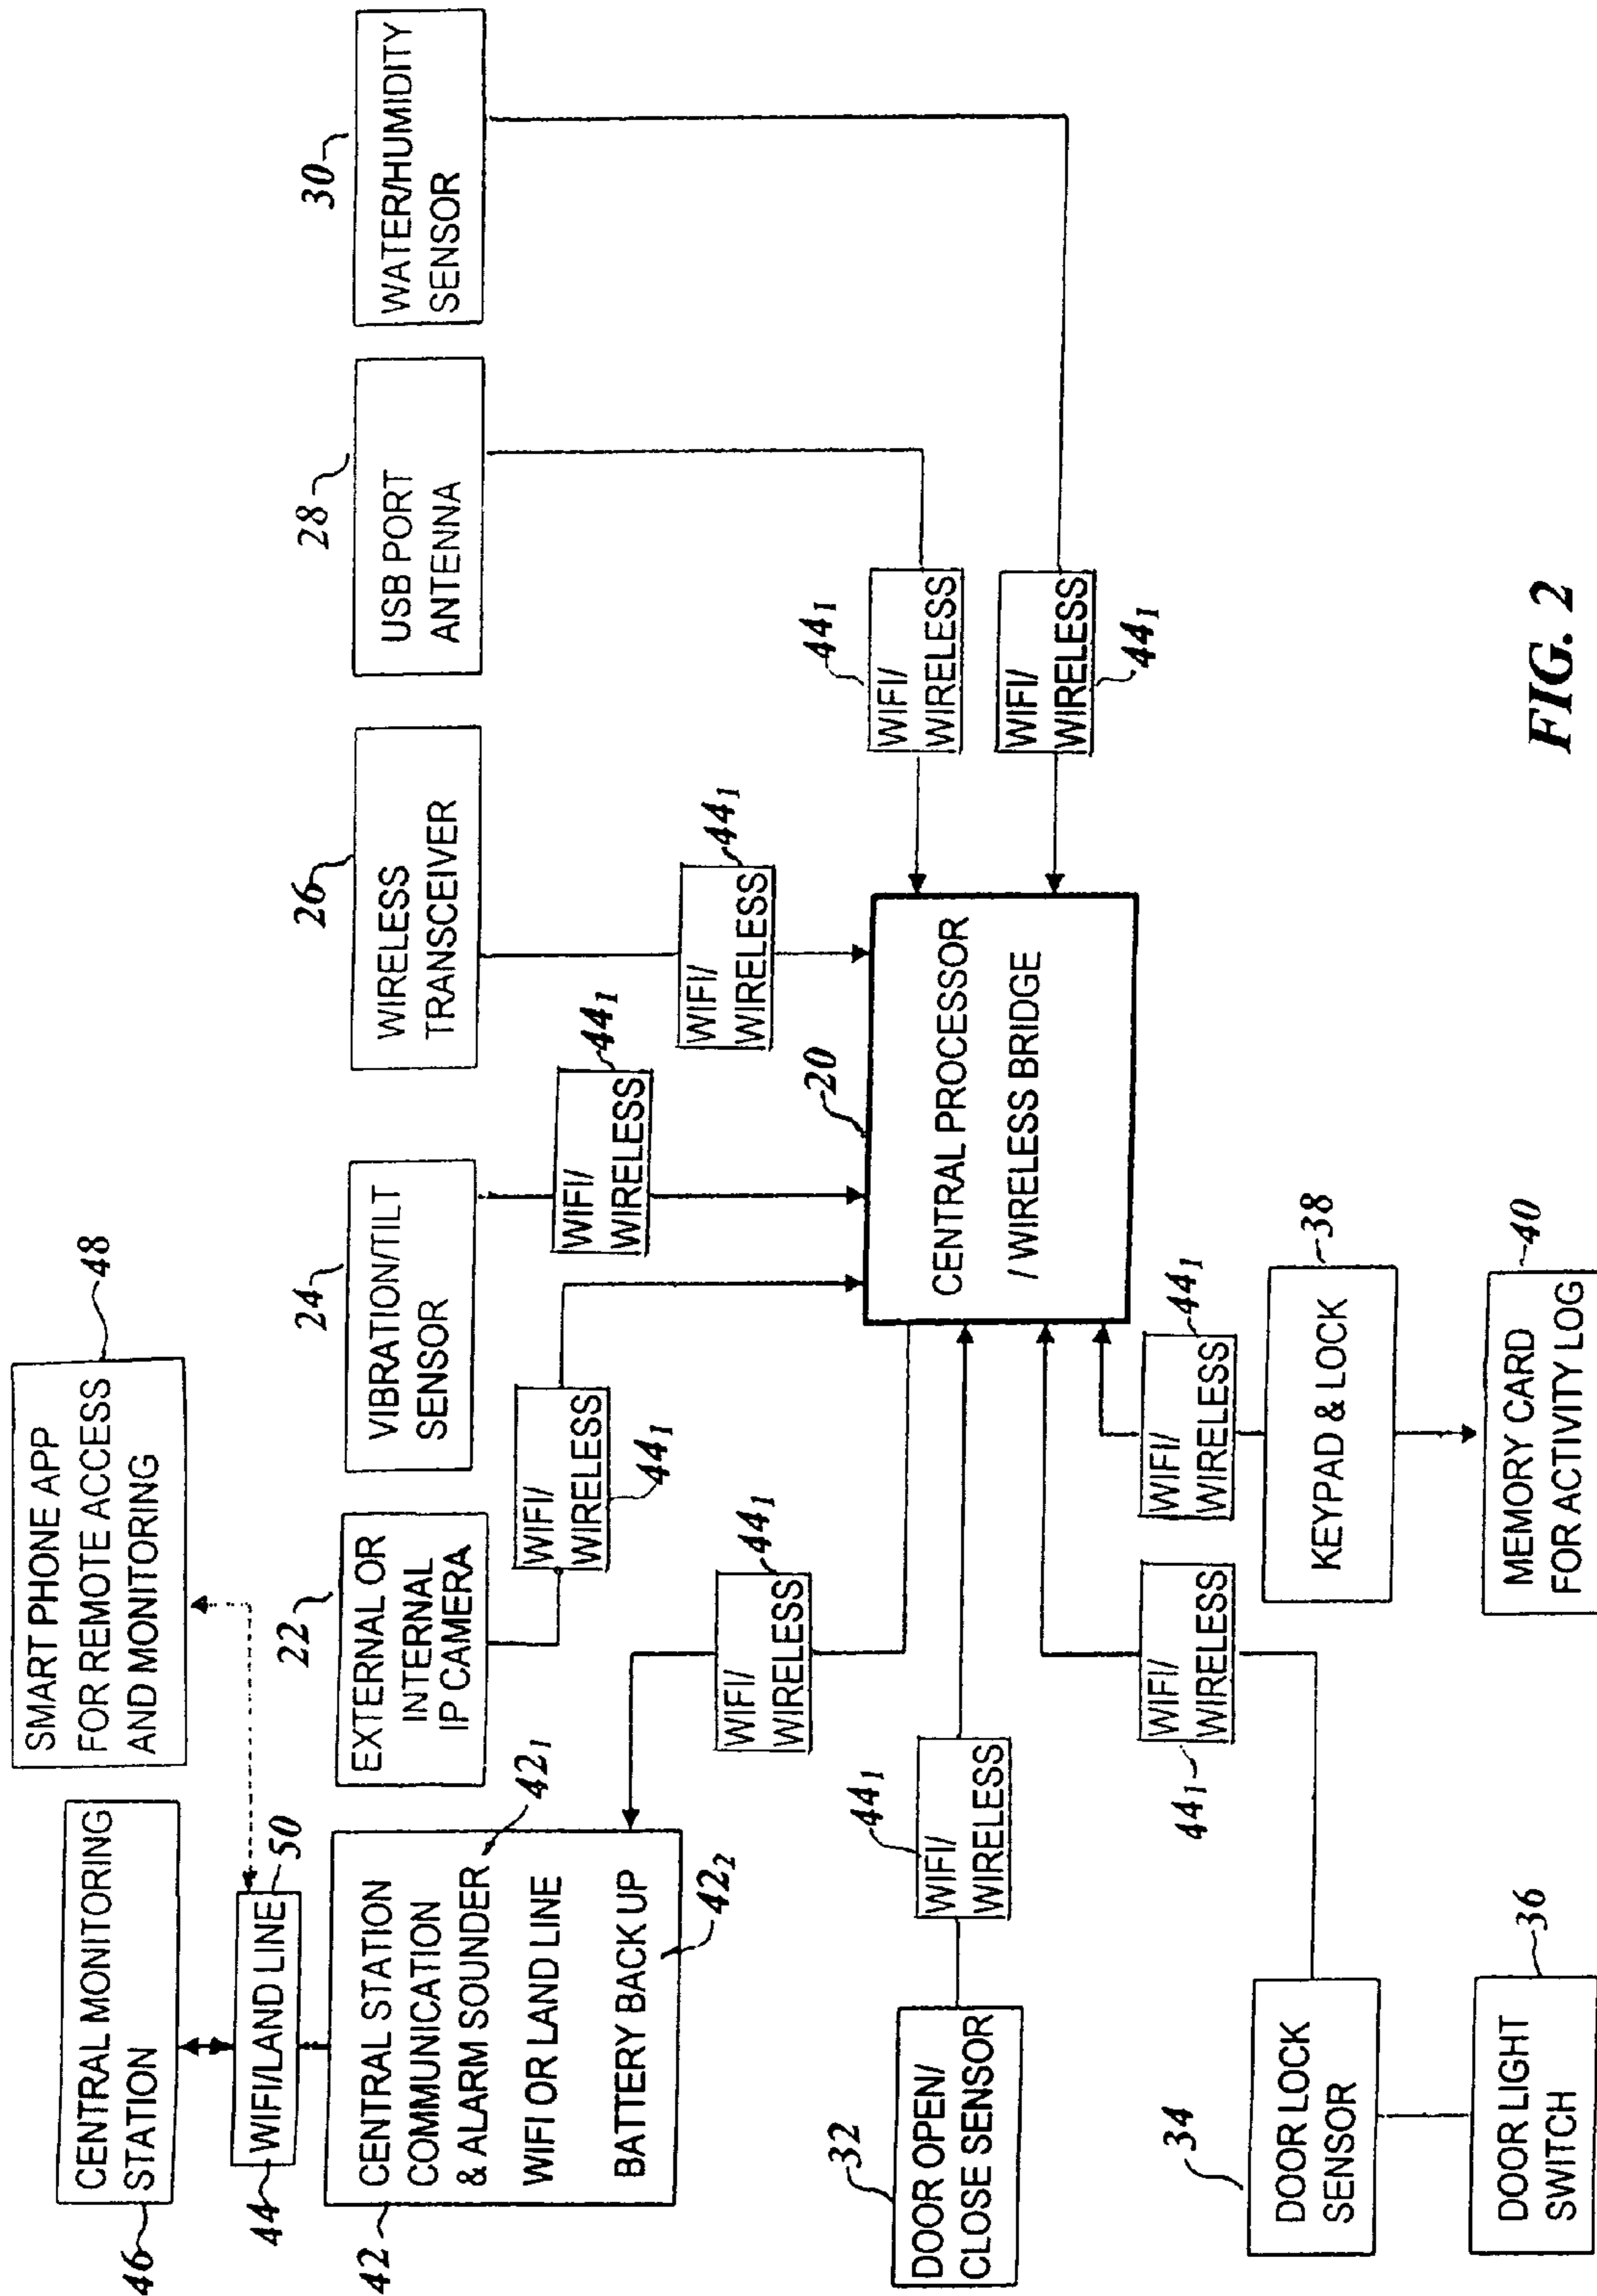 46
CENTRAL MONITORING
STATION
SMART PHONE APP
FOR REMOTE ACCESS
AND MONITORING
48
44
WIFI/LAND LINE
50
42
CENTRAL STATION
COMMUNICATION
& ALARM SOUNDER
WIFI OR LAND LINE
BATTERY BACK UP
42₁
42₂
22
EXTERNAL OR
INTERNAL
IP CAMERA
24
VIBRATION/TILT
SENSOR
26
WIRELESS
TRANSCEIVER
28
USB PORT
ANTENNA
30
WATER/HUMIDITY
SENSOR
WIFI/
WIRELESS
44₁
WIFI/
WIRELESS
44₁
WIFI/
WIRELESS
44₁
WIFI/
WIRELESS
44₁
WIFI/
WIRELESS
44₁
WIFI/
WIRELESS
44₁
20
CENTRAL PROCESSOR
/ WIRELESS BRIDGE
32
DOOR OPEN/
CLOSE SENSOR
WIFI/
WIRELESS
44₁
34
DOOR LOCK
SENSOR
WIFI/
WIRELESS
44₁
WIFI/
WIRELESS
44₁
KEYPAD & LOCK
38
DOOR LIGHT
SWITCH
36
MEMORY CARD
FOR ACTIVITY LOG
40
FIG. 2